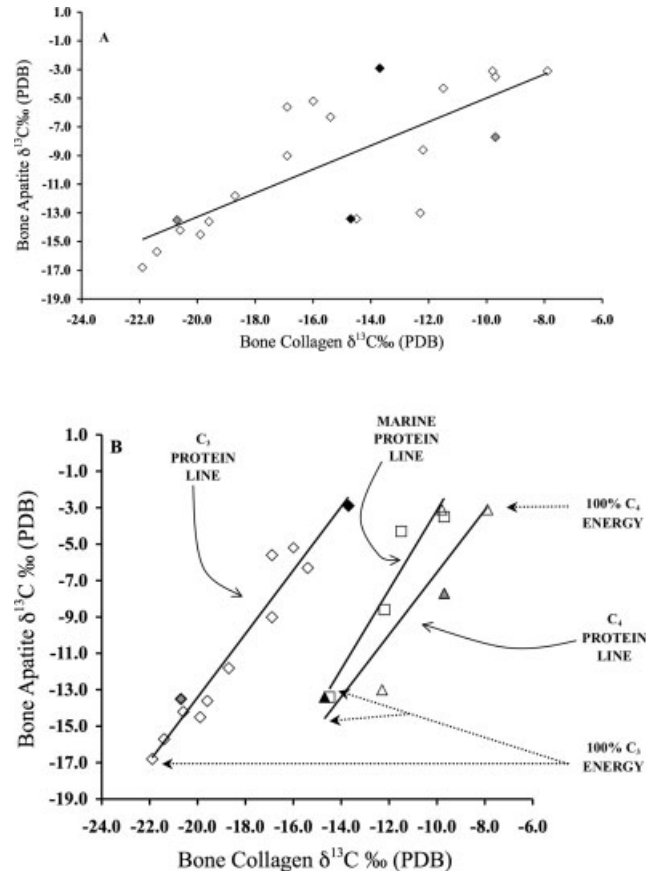 A
Bone Apatite δ¹³C‰ (PDB)
1.0
-1.0
-3.0
-5.0
-7.0
-9.0
-11.0
-13.0
-15.0
-17.0
-19.0
-24.0 -22.0 -20.0 -18.0 -16.0 -14.0 -12.0 -10.0 -8.0 -6.0
Bone Collagen δ¹³C‰ (PDB)
B
C₃
PROTEIN
LINE
MARINE
PROTEIN
LINE
100% C₄
ENERGY
C₄
PROTEIN
LINE
100% C₃
ENERGY
Bone Apatite δ¹³C ‰ (PDB)
1.0
-1.0
-3.0
-5.0
-7.0
-9.0
-11.0
-13.0
-15.0
-17.0
-19.0
-24.0 -22.0 -20.0 -18.0 -16.0 -14.0 -12.0 -10.0 -8.0 -6.0
Bone Collagen δ¹³C ‰ (PDB)